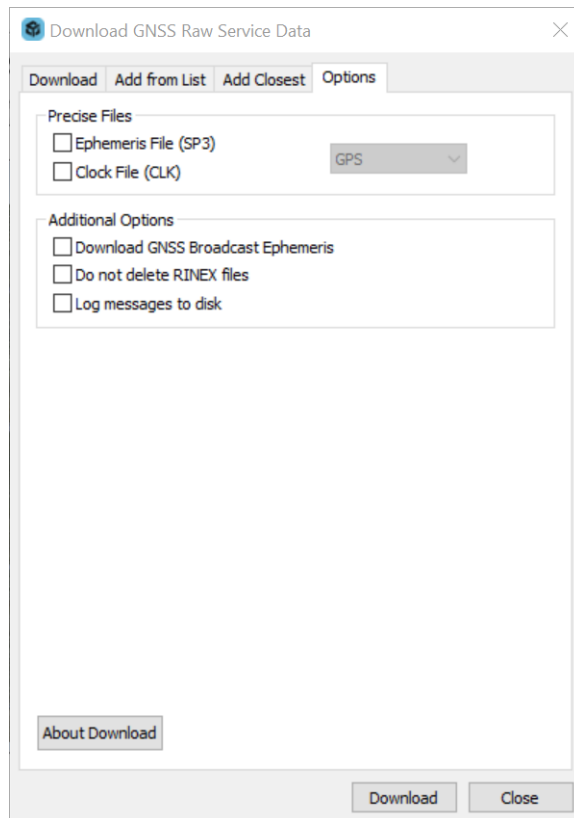 Download GNSS Raw Service Data
Download Add from List Add Closest Options
Precise Files
Ephemeris File (SP3)
GPS
Clock File (CLK)
Additional Options
Download GNSS Broadcast Ephemeris
Do not delete RINEX files
Log messages to disk
About Download
Download Close